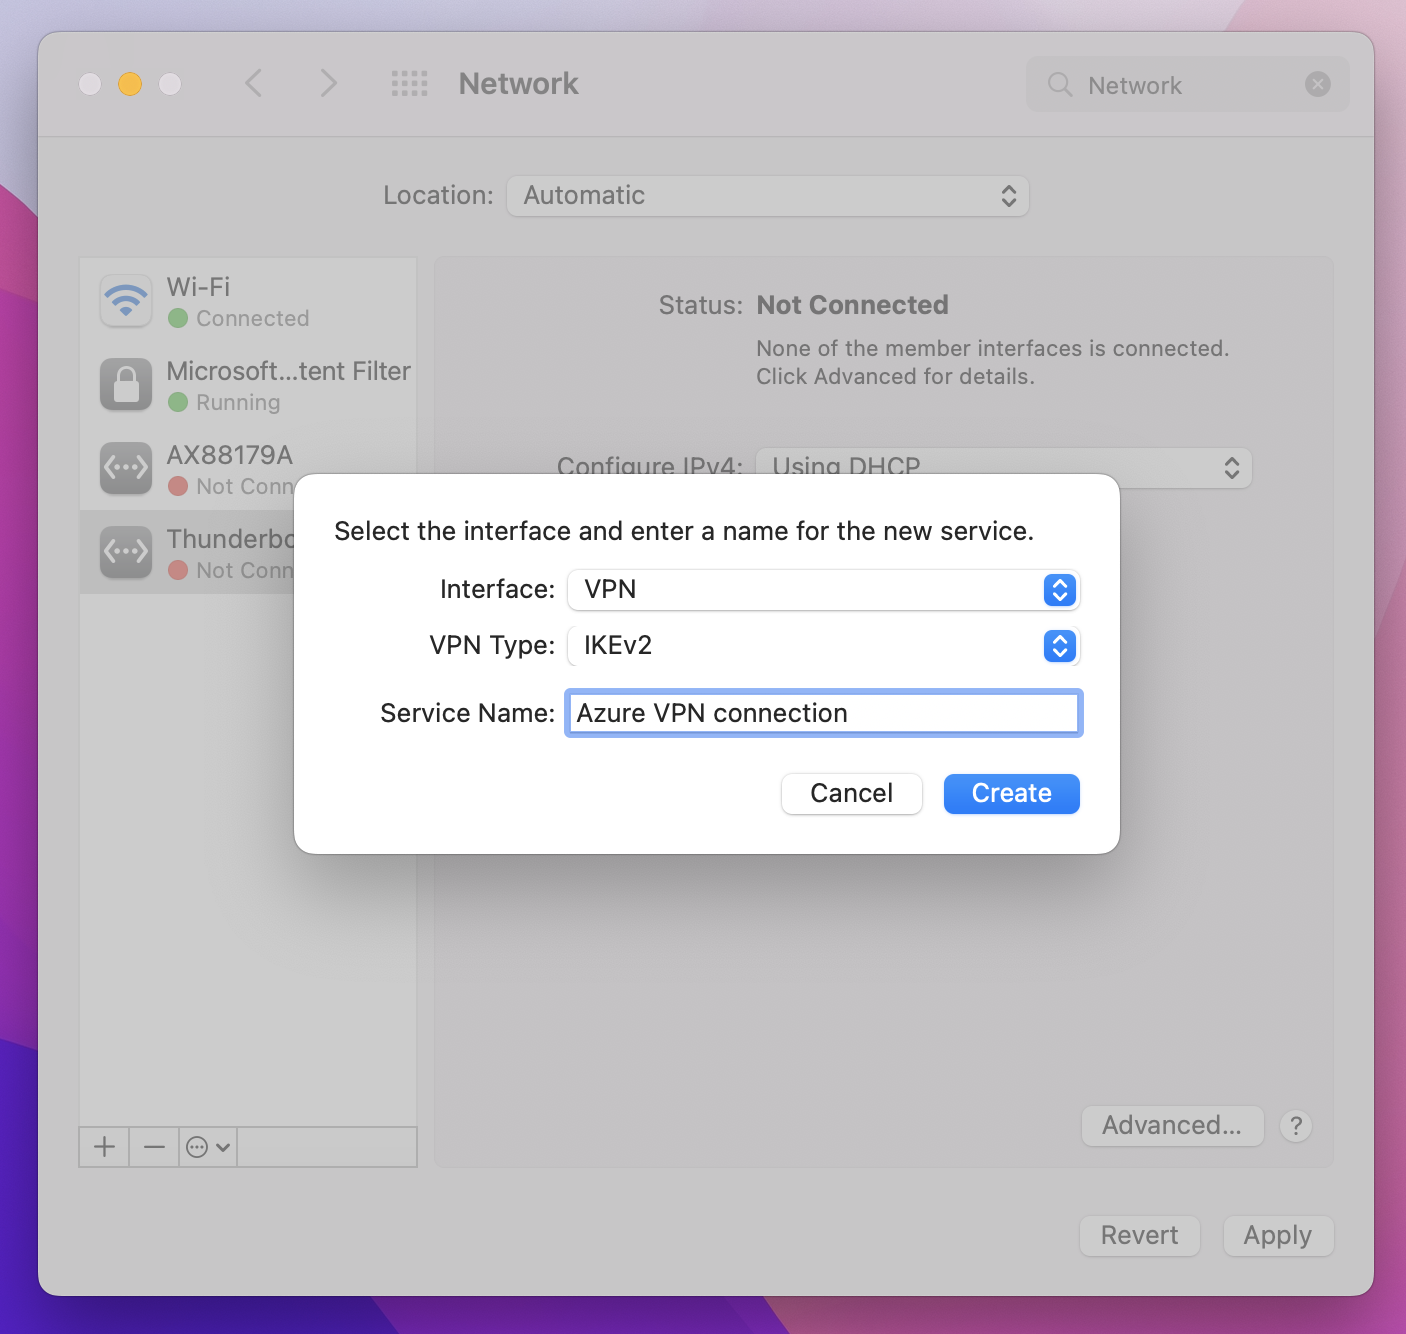 Network
Network
Location: Automatic
Wi-Fi
Connected
Microsoft...tent Filter
Running
AX88179A
Not Conn
Thunderbo
Not Conn
Status: Not Connected
None of the member interfaces is connected.
Click Advanced for details.
Configure IPv4: Using DHCP
Select the interface and enter a name for the new service.
Interface: VPN
VPN Type: IKEv2
Service Name: Azure VPN connection
Cancel Create
Advanced... ?
Revert Apply